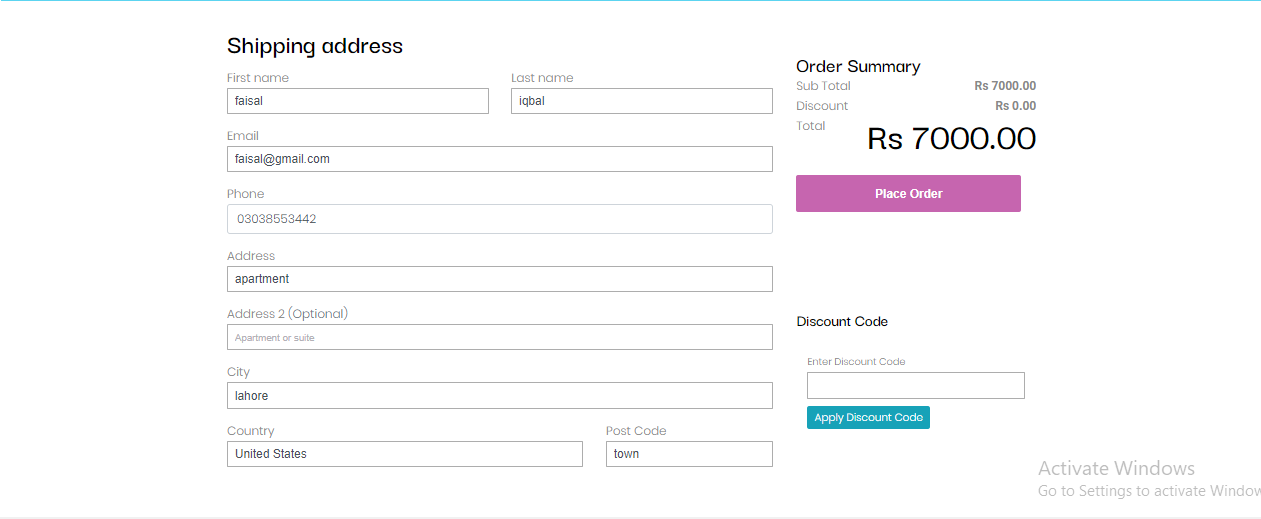 Shipping address
First name Last name
faisal iqbal
Email
faisal@gmail.com
Phone
03038553442
Address
apartment
Address 2 (Optional)
Apartment or suite
City
lahore
Country Post Code
United States town
Order Summary
Sub Total Rs 7000.00
Discount Rs 0.00
Total Rs 7000.00
Place Order
Discount Code
Enter Discount Code
Apply Discount Code
Activate Windows
Go to Settings to activate Window